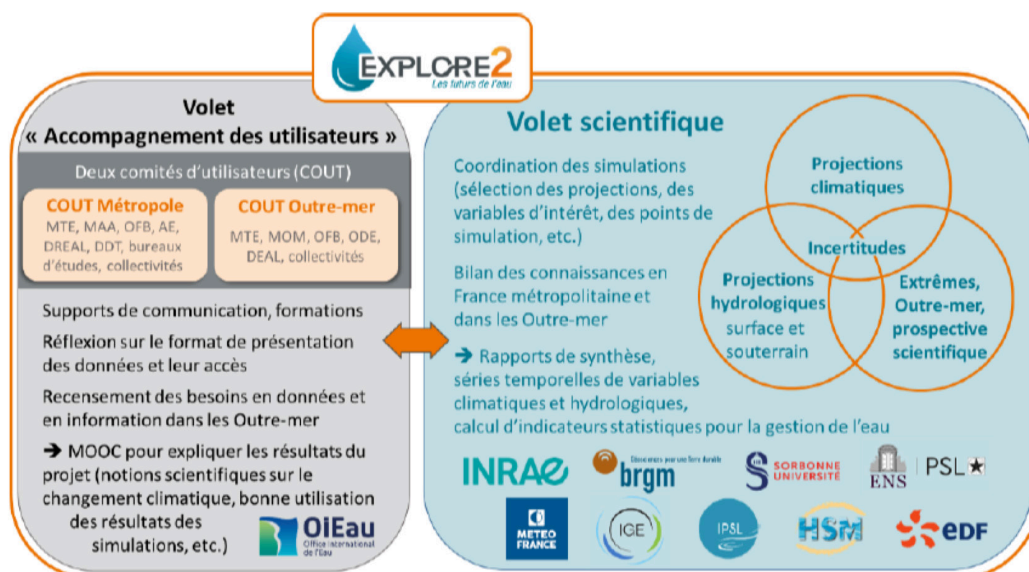 EXPLORE2
Les futurs de l'eau
Volet
« Accompagnement des utilisateurs »
Deux comités d'utilisateurs (COUT)
COUT Métropole
MTE, MAA, OFB, AE,
DREAL, DDT, bureaux
d'études, collectivités
COUT Outre-mer
MTE, MOM, OFB, ODE,
DEAL, collectivités
Supports de communication, formations
Réflexion sur le format de présentation
des données et leur accès
Recensement des besoins en données et
en information dans les Outre-mer
➔ MOOC pour expliquer les résultats du
projet (notions scientifiques sur le
changement climatique, bonne utilisation
des résultats des
simulations, etc.)
OiEau
Office International
de l'Eau
Volet scientifique
Coordination des simulations
(sélection des projections, des
variables d'intérêt, des points de
simulation, etc.)
Bilan des connaissances en
France métropolitaine et
dans les Outre-mer
➔ Rapports de synthèse,
séries temporelles de variables
climatiques et hydrologiques,
calcul d'indicateurs statistiques pour la gestion de l'eau
Projections
climatiques
Incertitudes
Projections
hydrologiques
surface et
souterrain
Extrêmes,
Outre-mer,
prospective
scientifique
INRAE
Géosciences pour une Terre durable
brgm
SORBONNE
UNIVERSITÉ
ENS
PSL
METEO
FRANCE
IGE
IPSL
HSM
eDF